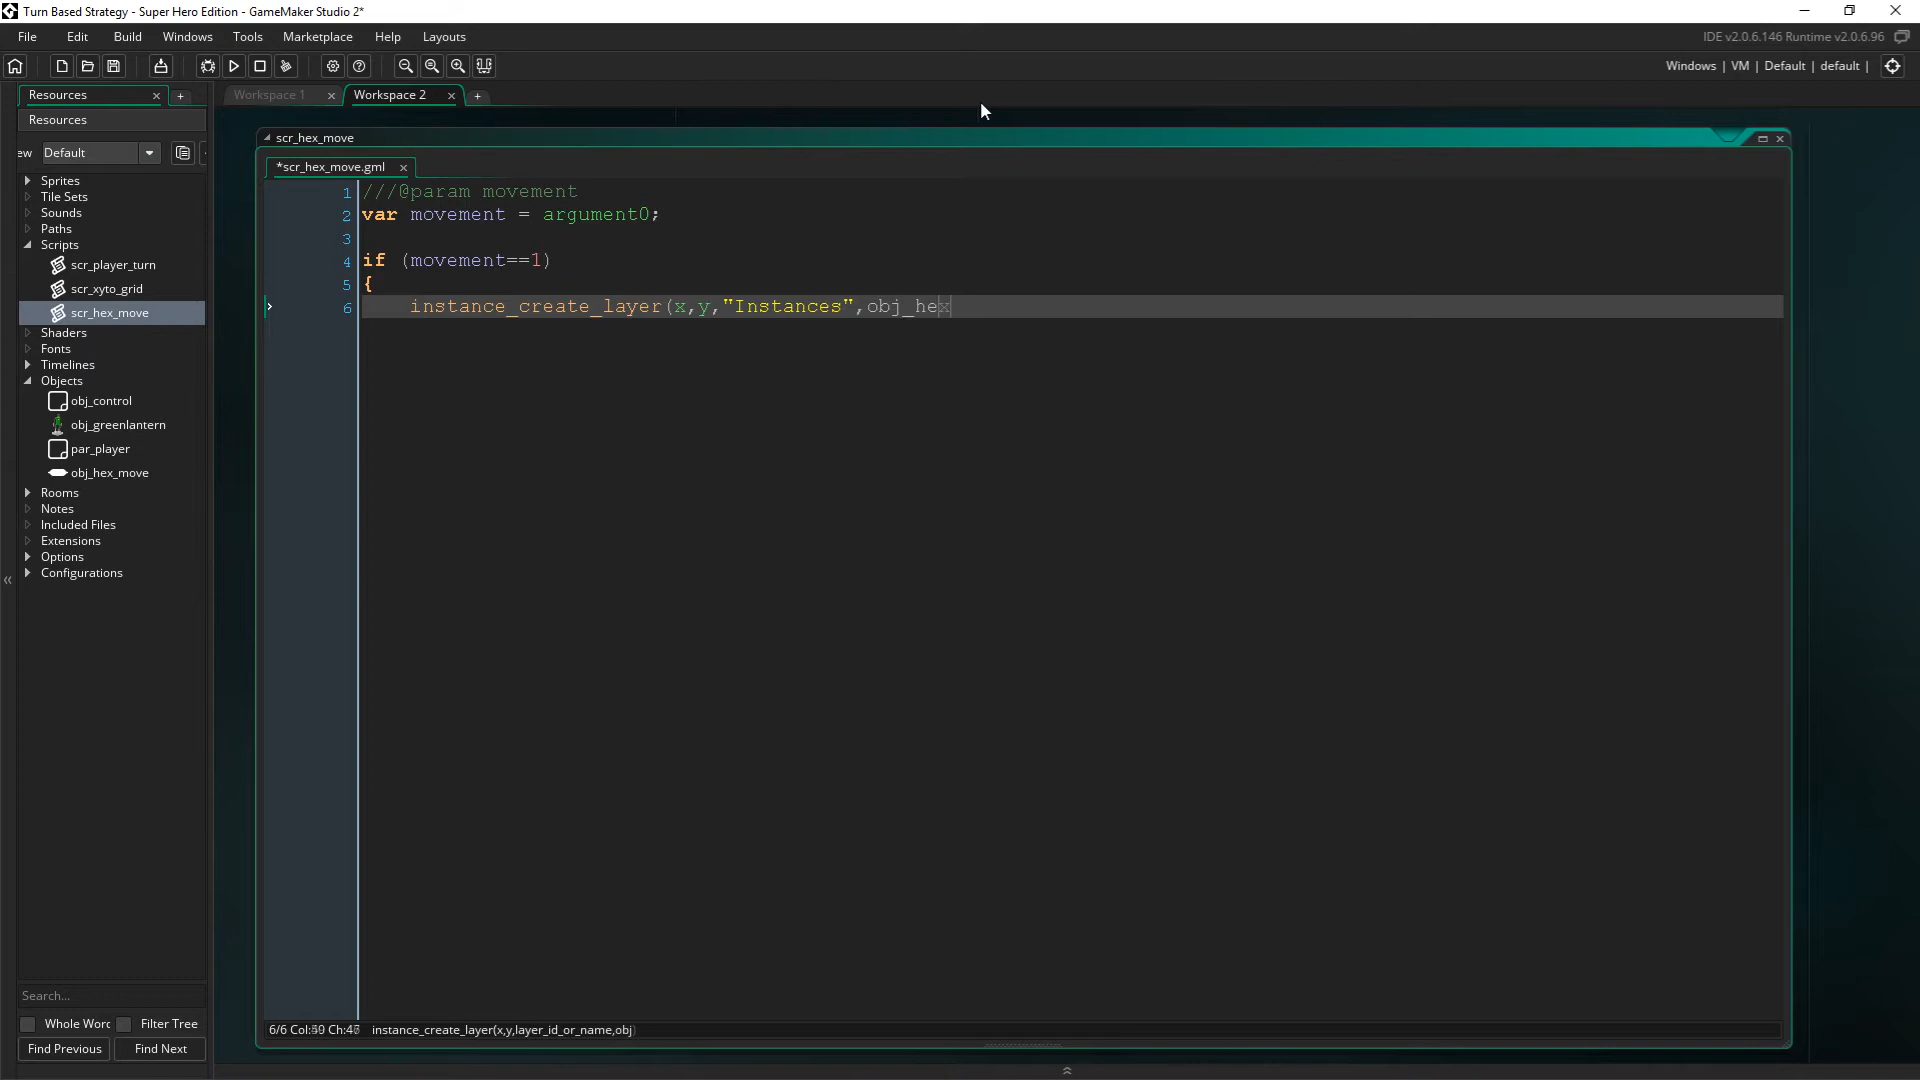 Turn Based Strategy - Super Hero Edition - GameMaker Studio 2*
File Edit Build Windows Tools Marketplace Help Layouts
IDE v2.0.6.146 Runtime v2.0.6.96
Windows | VM | Default | default |
Resources
Workspace 1
Workspace 2
Resources
ew Default
Sprites
Tile Sets
Sounds
Paths
Scripts
scr_player_turn
scr_xyto_grid
scr_hex_move
Shaders
Fonts
Timelines
Objects
obj_control
obj_greenlantern
par_player
obj_hex_move
Rooms
Notes
Included Files
Extensions
Options
Configurations
Search...
Whole Word Filter Tree
Find Previous Find Next
scr_hex_move
*scr_hex_move.gml
1 ///@param movement
2 var movement = argument0;
3
4 if (movement==1)
5 {
6 instance_create_layer(x,y,"Instances",obj_hex
6/6 instance_create_layer(x,y,layer_id_or_name,obj)